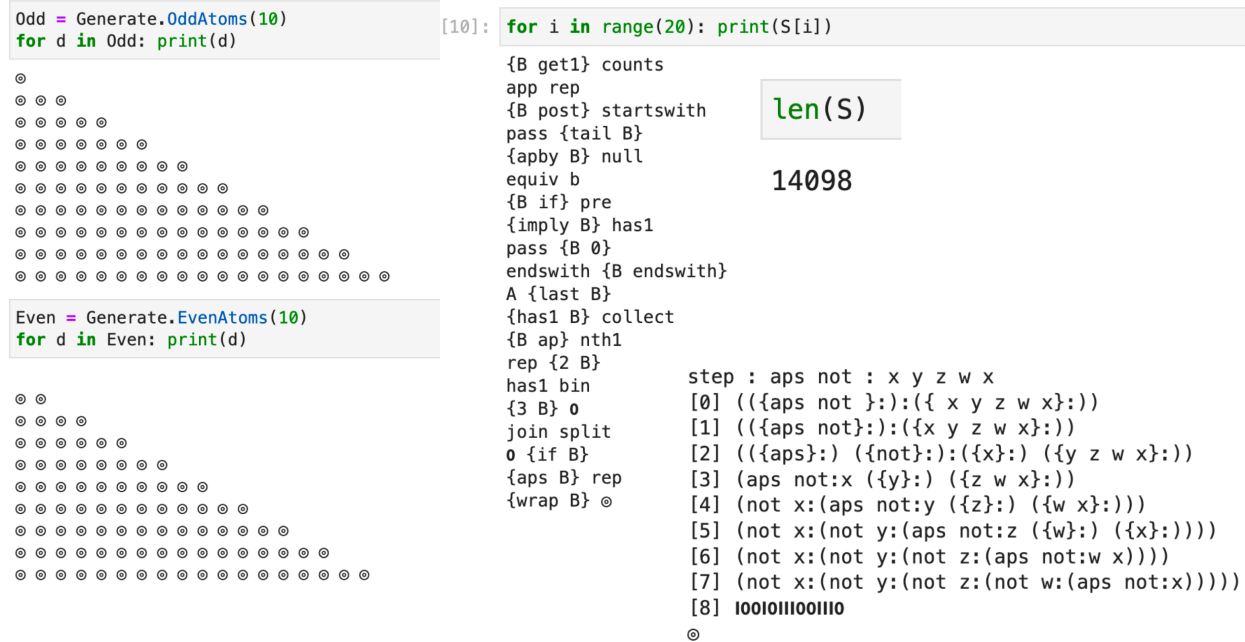 Odd = Generate.OddAtoms(10)
for d in Odd: print(d)
◎
◎ ◎ ◎
◎ ◎ ◎ ◎ ◎
◎ ◎ ◎ ◎ ◎ ◎ ◎
◎ ◎ ◎ ◎ ◎ ◎ ◎ ◎ ◎
◎ ◎ ◎ ◎ ◎ ◎ ◎ ◎ ◎ ◎ ◎
◎ ◎ ◎ ◎ ◎ ◎ ◎ ◎ ◎ ◎ ◎ ◎ ◎
◎ ◎ ◎ ◎ ◎ ◎ ◎ ◎ ◎ ◎ ◎ ◎ ◎ ◎ ◎
◎ ◎ ◎ ◎ ◎ ◎ ◎ ◎ ◎ ◎ ◎ ◎ ◎ ◎ ◎ ◎ ◎
◎ ◎ ◎ ◎ ◎ ◎ ◎ ◎ ◎ ◎ ◎ ◎ ◎ ◎ ◎ ◎ ◎ ◎ ◎
Even = Generate.EvenAtoms(10)
for d in Even: print(d)
◎ ◎
◎ ◎ ◎ ◎
◎ ◎ ◎ ◎ ◎ ◎
◎ ◎ ◎ ◎ ◎ ◎ ◎ ◎
◎ ◎ ◎ ◎ ◎ ◎ ◎ ◎ ◎ ◎
◎ ◎ ◎ ◎ ◎ ◎ ◎ ◎ ◎ ◎ ◎ ◎
◎ ◎ ◎ ◎ ◎ ◎ ◎ ◎ ◎ ◎ ◎ ◎ ◎ ◎
◎ ◎ ◎ ◎ ◎ ◎ ◎ ◎ ◎ ◎ ◎ ◎ ◎ ◎ ◎ ◎
◎ ◎ ◎ ◎ ◎ ◎ ◎ ◎ ◎ ◎ ◎ ◎ ◎ ◎ ◎ ◎ ◎ ◎
[10]: for i in range(20): print(S[i])
{B get1} counts
app rep
{B post} startswith
pass {tail B}
{apby B} null
equiv b
{B if} pre
{imply B} has1
pass {B 0}
endswith {B endswith}
A {last B}
{has1 B} collect
{B ap} nth1
rep {2 B}
has1 bin
{3 B} O
join split
O {if B}
{aps B} rep
{wrap B} ◎
len(S)
14098
step : aps not : x y z w x
[0] (({aps not }:):({ x y z w x}:))
[1] (({aps not}:):({x y z w x}:))
[2] (({aps}:) ({not}:):({x}:) ({y z w x}:))
[3] (aps not:x ({y}:) ({z w x}:))
[4] (not x:(aps not:y ({z}:) ({w x}:)))
[5] (not x:(not y:(aps not:z ({w}:) ({x}:))))
[6] (not x:(not y:(not z:(aps not:w x))))
[7] (not x:(not y:(not z:(not w:(aps not:x)))))
[8] IOOIOIIIOOIIIO
◎